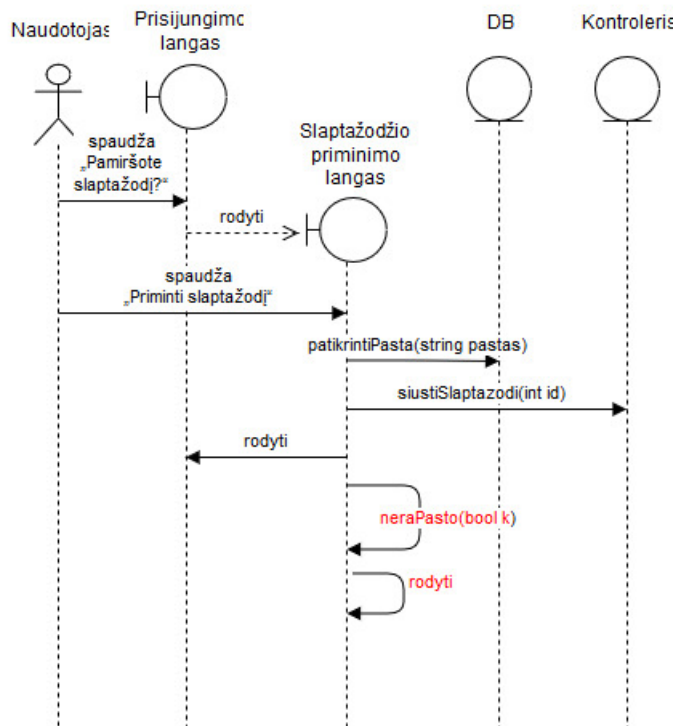 Naudotojas
Prisijungimo
langas
DB
Kontroleris
Slaptažodžio
priminimo
langas
spaudža
„Pamiršote
slaptažodį?“
rodyti
spaudža
„Priminti slaptažodį“
patikrintiPasta(string pastas)
siustiSlaptazodi(int id)
rodyti
neraPasto(bool k)
rodyti